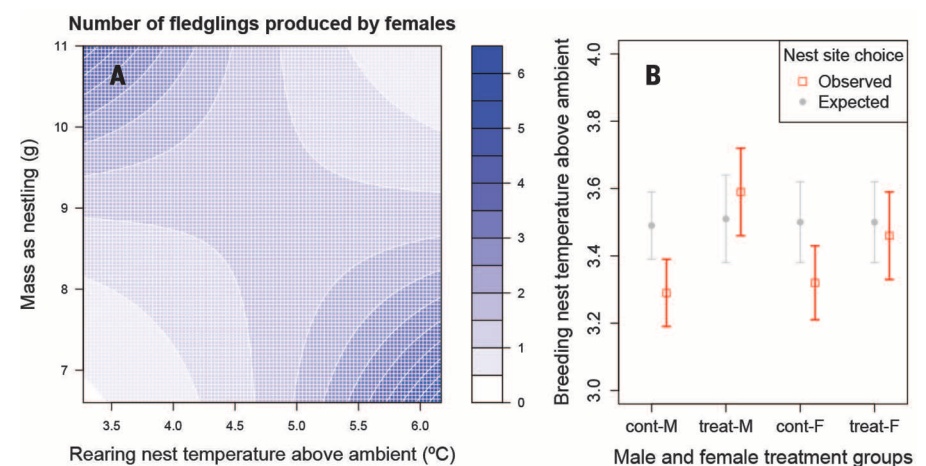 Number of fledglings produced by females
A
Mass as nestling (g)
11
10
9
8
7
3.5 4.0 4.5 5.0 5.5 6.0
Rearing nest temperature above ambient (ºC)
6
5
4
3
2
1
0
B
Nest site choice
Observed
Expected
Breeding nest temperature above ambient
4.0
3.8
3.6
3.4
3.2
3.0
cont-M treat-M cont-F treat-F
Male and female treatment groups